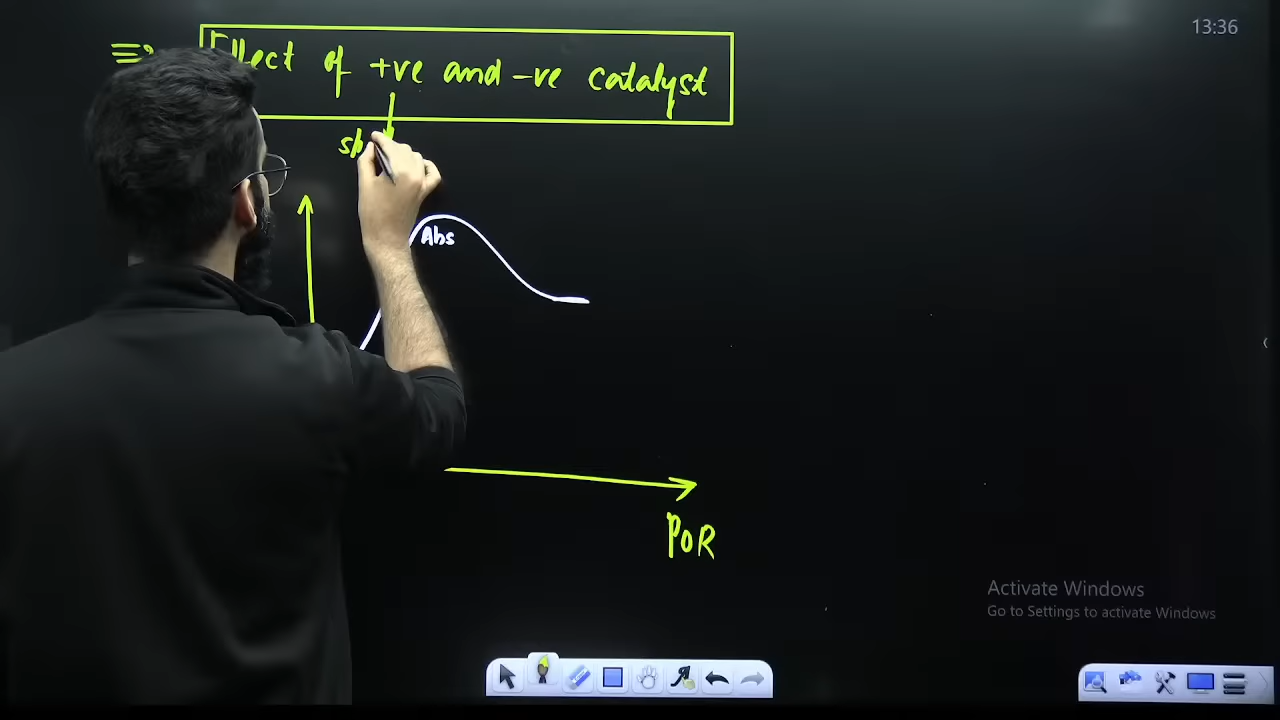 13:36
Effect of +ve and -ve catalyst
Abs
POR
Activate Windows
Go to Settings to activate Windows